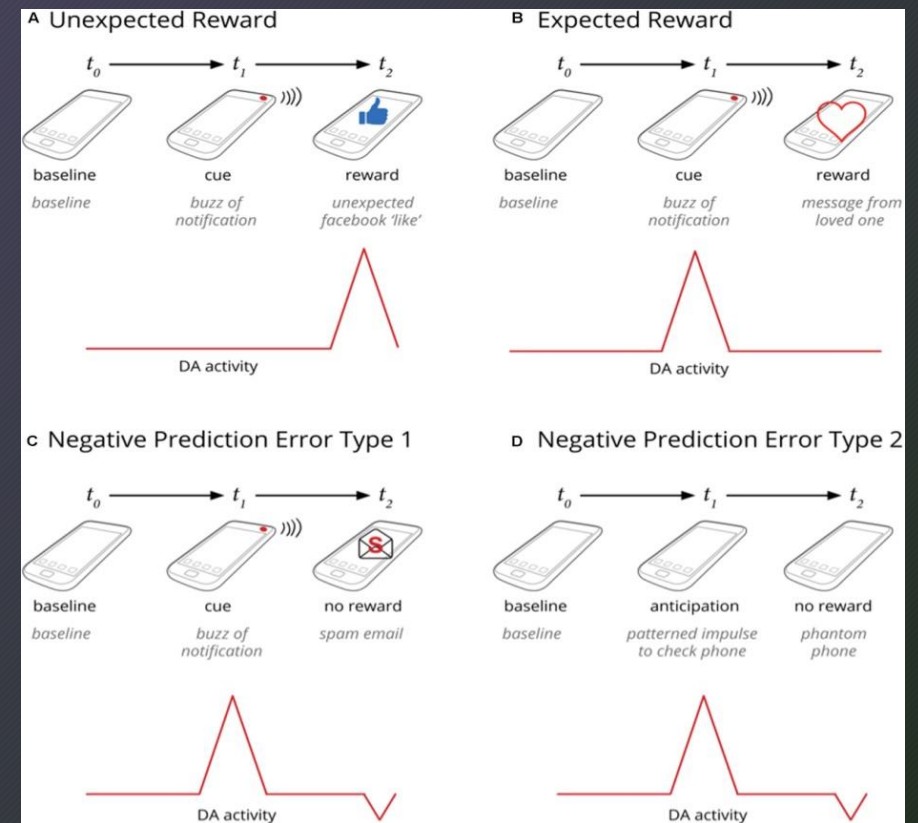 A Unexpected Reward
t0 t1 t2
baseline cue reward
baseline buzz of notification unexpected facebook 'like'
DA activity
B Expected Reward
t0 t1 t2
baseline cue reward
baseline buzz of notification message from loved one
DA activity
C Negative Prediction Error Type 1
t0 t1 t2
baseline cue no reward
S
baseline buzz of notification spam email
DA activity
D Negative Prediction Error Type 2
t0 t1 t2
baseline anticipation no reward
baseline patterned impulse to check phone phantom phone
DA activity